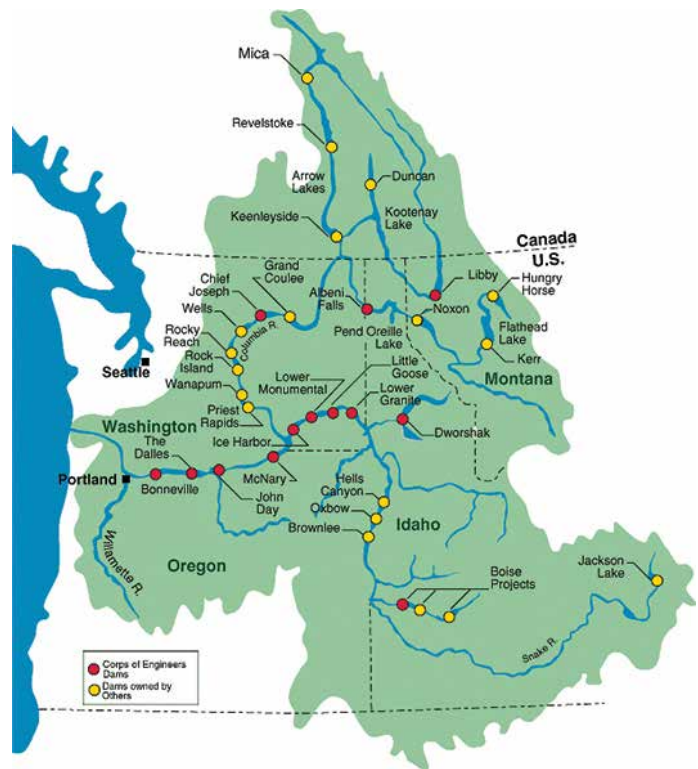 Mica
Revelstoke
Arrow
Lakes
Duncan
Kootenay
Lake
Keenleyside
Canada
U.S.
Grand
Coulee
Chief
Joseph
Wells
Rocky
Reach
Rock
Island
Wanapum
Priest
Rapids
Columbia R.
Albeni
Falls
Libby
Hungry
Horse
Noxon
Pend Oreille
Lake
Flathead
Lake
Kerr
Montana
Seattle
Little
Goose
Lower
Monumental
Lower
Granite
Washington
Ice Harbor
Dworshak
The
Dalles
Portland
Bonneville
McNary
John
Day
Hells
Canyon
Oxbow
Brownlee
Idaho
Willamette R.
Oregon
Boise
Projects
Jackson
Lake
Snake R.
Corps of Engineers
Dams
Dams owned by
Others